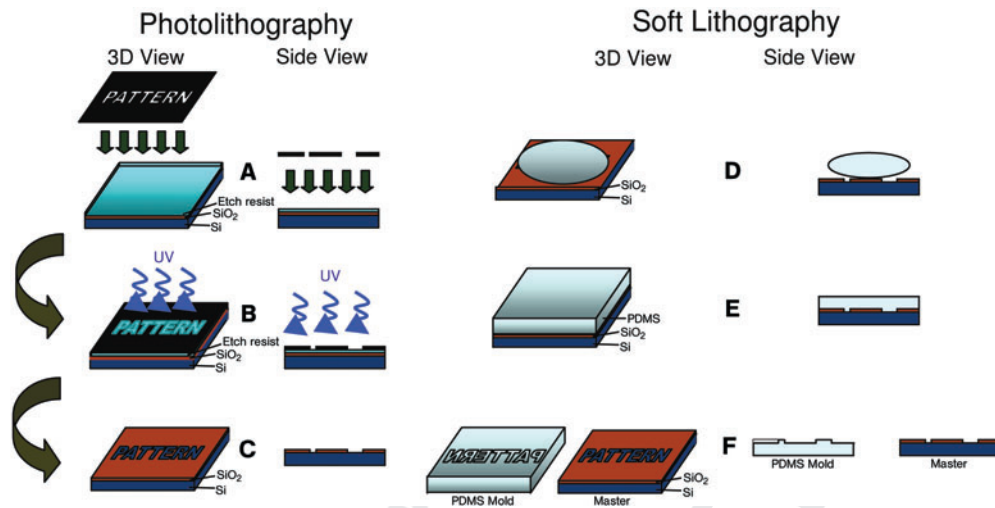 Photolithography
3D View Side View
PATTERN
A
Etch resist
SiO2
Si
UV UV
PATTERN
B
Etch resist
SiO2
Si
PATTERN
C
SiO2
Si
Soft Lithography
3D View Side View
D
SiO2
Si
E
PDMS
SiO2
Si
PATTERN PATTERN
F
SiO2
Si
PDMS Mold Master
PDMS Mold Master